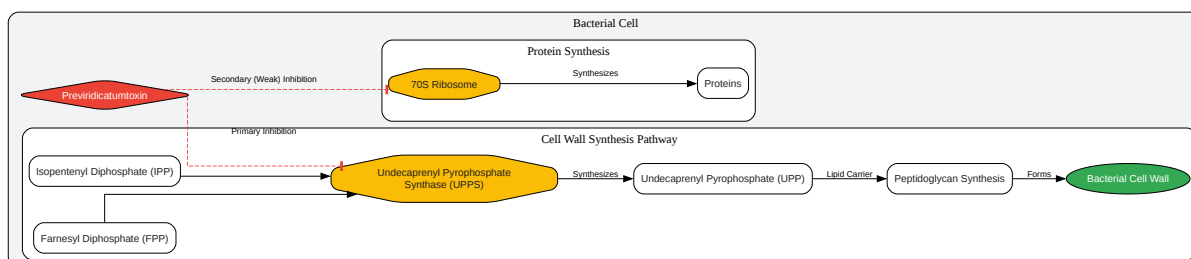 Bacterial Cell
Protein Synthesis
Secondary (Weak) Inhibition
70S Ribosome
Synthesizes
Proteins
Previridicatumtoxin
Primary Inhibition
Cell Wall Synthesis Pathway
Isopentenyl Diphosphate (IPP)
Undecaprenyl Pyrophosphate
Synthase (UPPS)
Synthesizes
Undecaprenyl Pyrophosphate (UPP)
Lipid Carrier
Peptidoglycan Synthesis
Forms
Bacterial Cell Wall
Farnesyl Diphosphate (FPP)